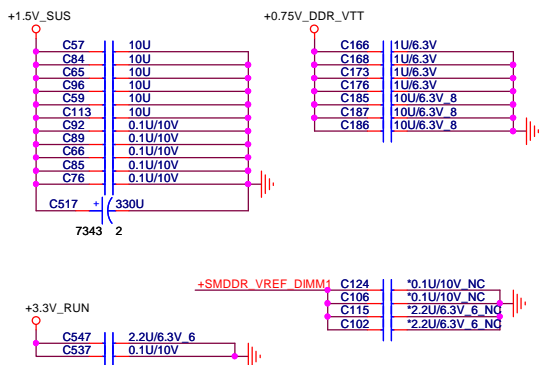 +1.5V_SUS
C57 10U
C84 10U
C65 10U
C96 10U
C59 10U
C113 10U
C92 0.1U/10V
C89 0.1U/10V
C66 0.1U/10V
C85 0.1U/10V
C76 0.1U/10V
C517 + 330U
7343 2
+0.75V_DDR_VTT
C166 1U/6.3V
C168 1U/6.3V
C173 1U/6.3V
C176 1U/6.3V
C185 10U/6.3V_8
C187 10U/6.3V_8
C186 10U/6.3V_8
+SMDDR_VREF_DIMM1
C124 *0.1U/10V_NC
C106 *0.1U/10V_NC
C115 *2.2U/6.3V_6_NC
C102 *2.2U/6.3V_6_NC
+3.3V_RUN
C547 2.2U/6.3V_6
C537 0.1U/10V